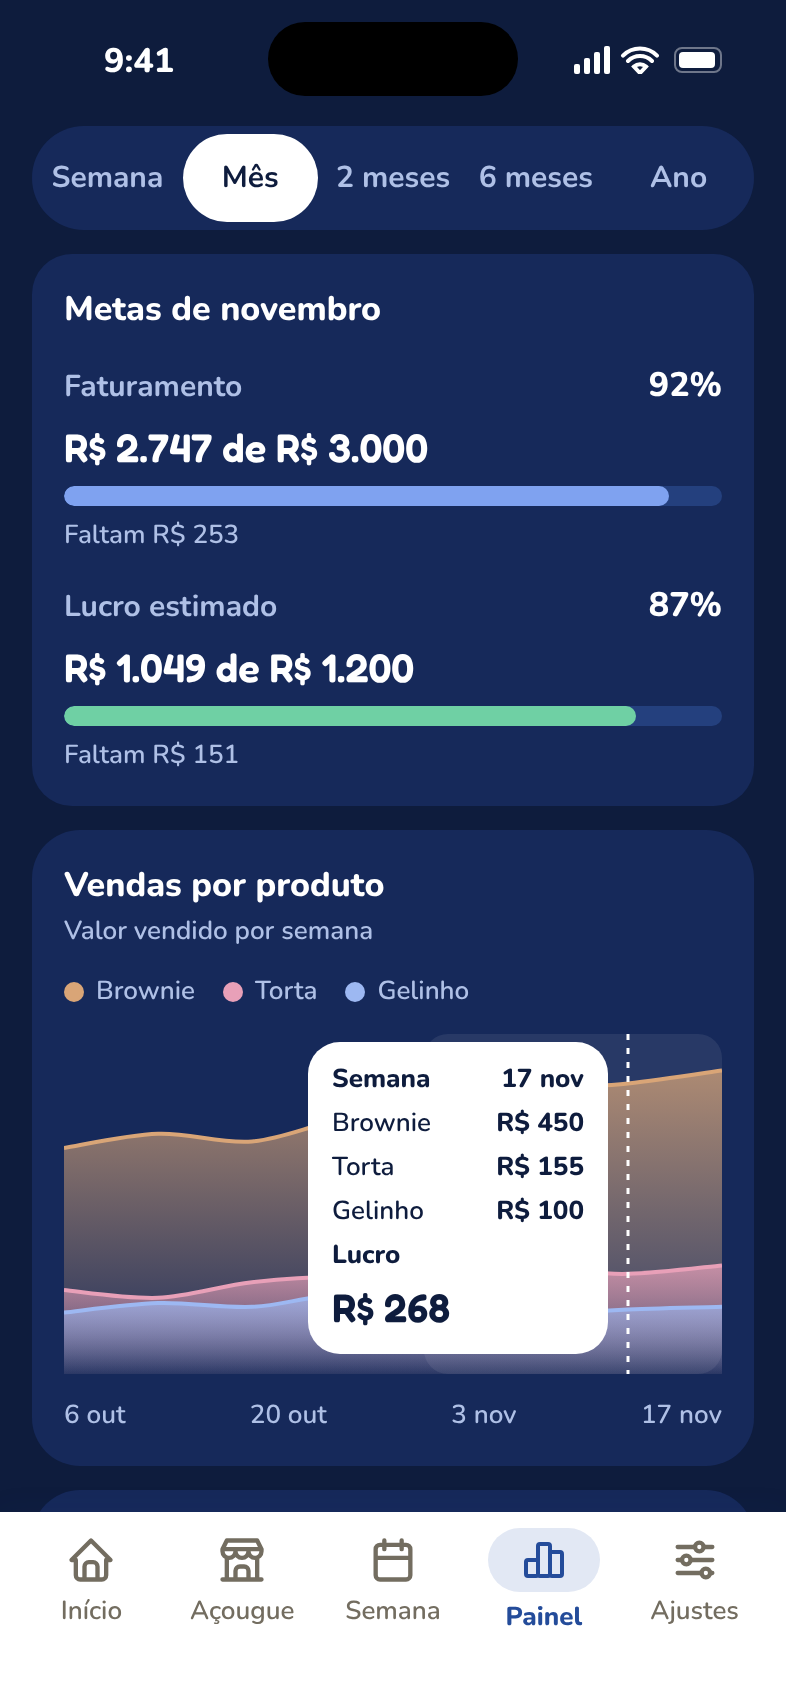 9:41
Semana Mês 2 meses 6 meses Ano
Metas de novembro
Faturamento 92%
R$ 2.747 de R$ 3.000
Faltam R$ 253
Lucro estimado 87%
R$ 1.049 de R$ 1.200
Faltam R$ 151
Vendas por produto
Valor vendido por semana
Brownie Torta Gelinho
Semana 17 nov
Brownie R$ 450
Torta R$ 155
Gelinho R$ 100
Lucro
R$ 268
6 out 20 out 3 nov 17 nov
Início Açougue Semana Painel Ajustes